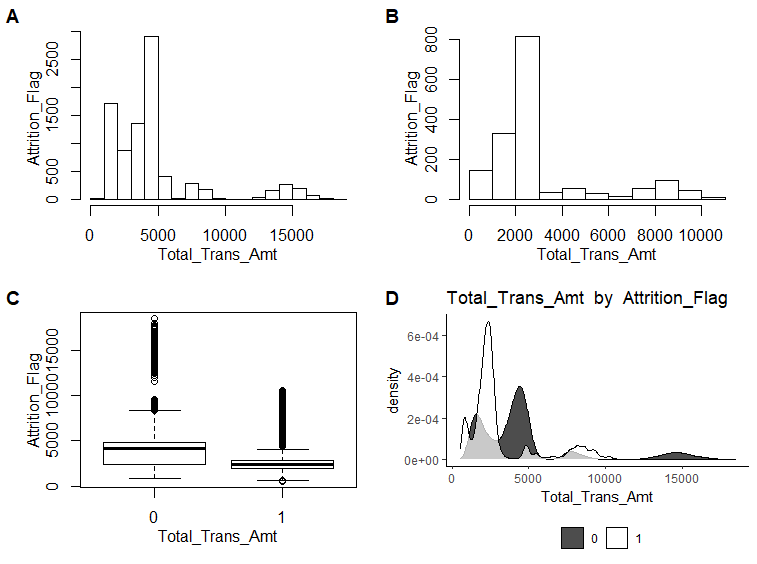 A
Attrition_Flag
0
500
1500
2500
0
5000
10000
15000
Total_Trans_Amt
B
Attrition_Flag
0
200
400
600
800
0
2000
4000
6000
8000
10000
Total_Trans_Amt
C
Attrition_Flag
0
5000
10000
15000
0
1
Total_Trans_Amt
D
Total_Trans_Amt by Attrition_Flag
density
6e-04
4e-04
2e-04
0e+00
0
5000
10000
15000
Total_Trans_Amt
0
1